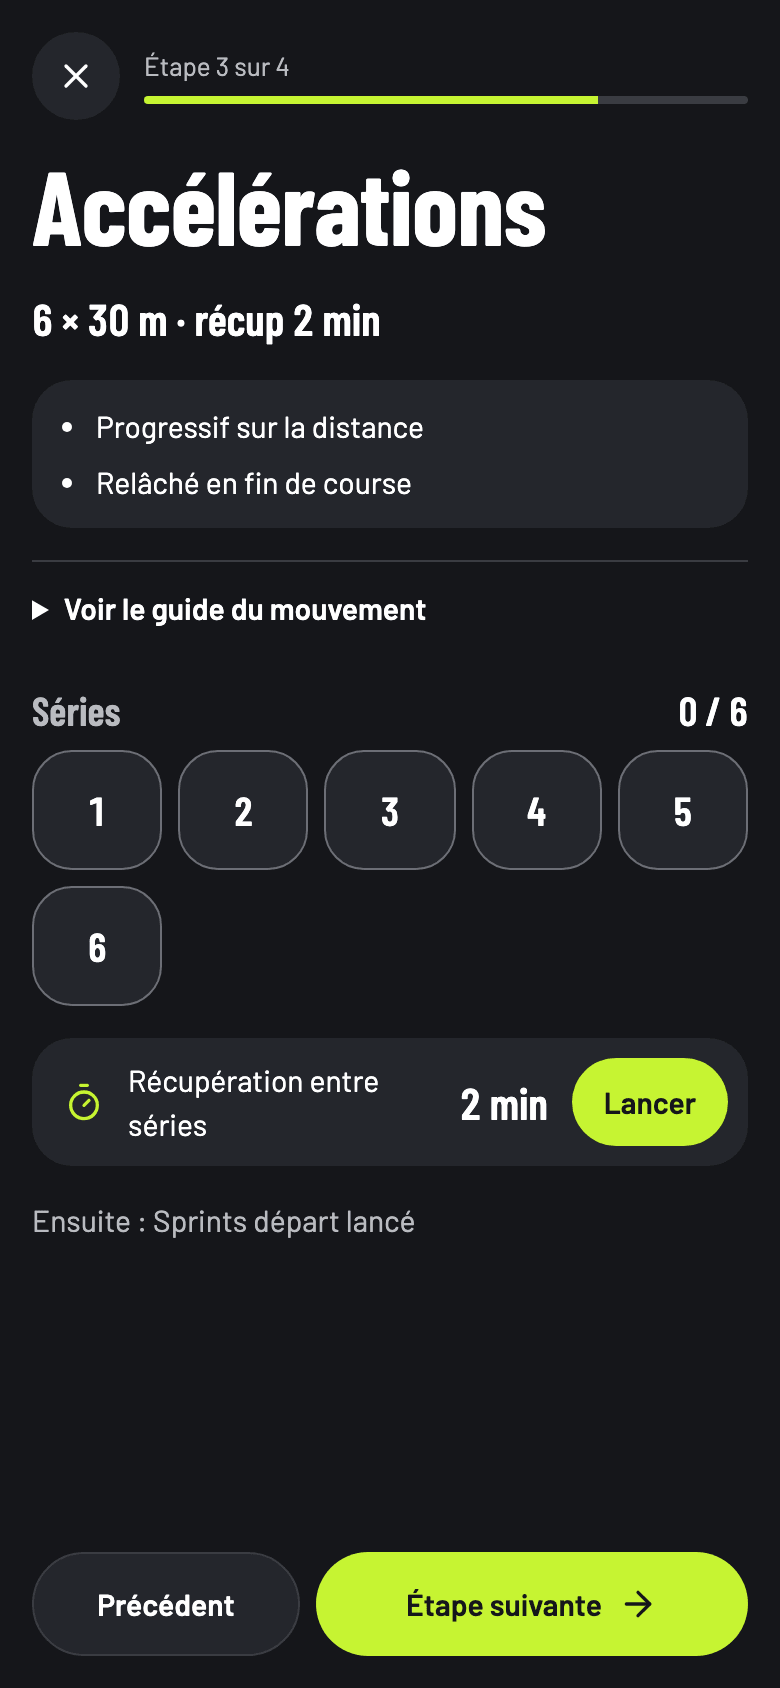 Étape 3 sur 4
Accélérations
6 × 30 m · récup 2 min
• Progressif sur la distance
• Relâché en fin de course
Voir le guide du mouvement
Séries 0 / 6
1 2 3 4 5
6
Récupération entre
séries
2 min Lancer
Ensuite : Sprints départ lancé
Précédent Étape suivante →